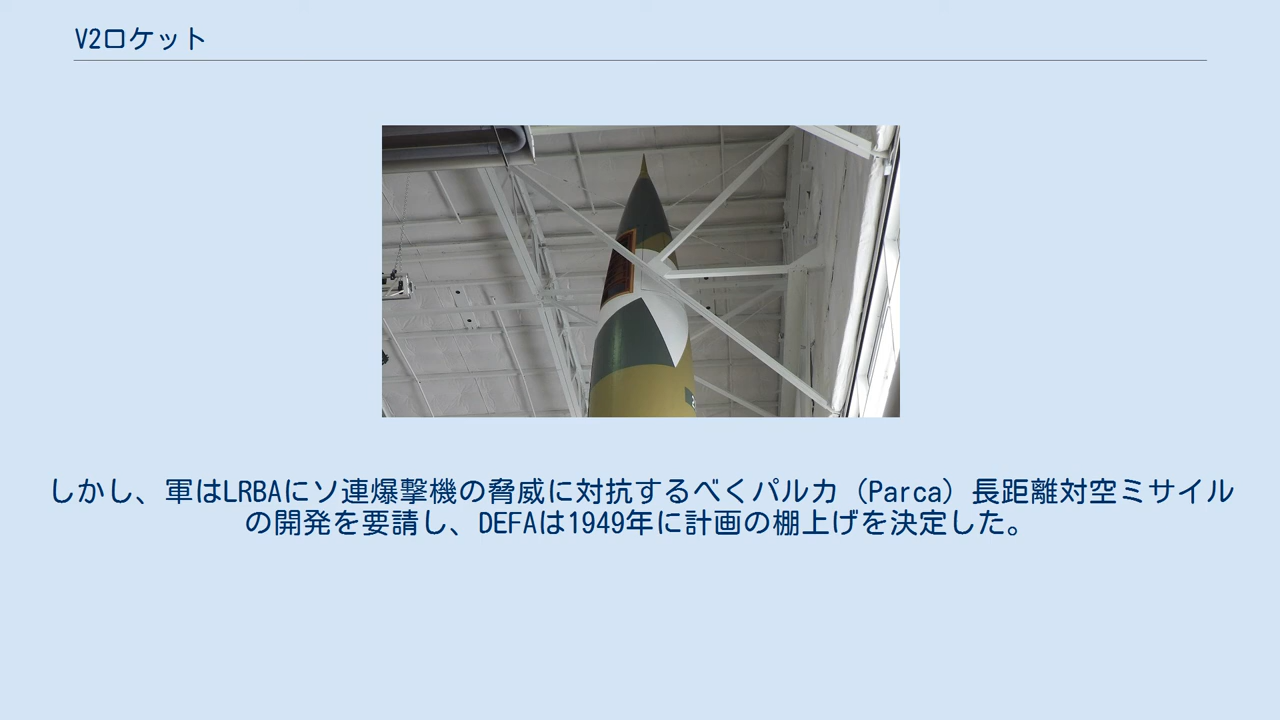 V2ロケット
しかし、軍はLRBAにソ連爆撃機の脅威に対抗するべくパルカ（Parca）長距離対空ミサイル
の開発を要請し、DEFAは1949年に計画の棚上げを決定した。